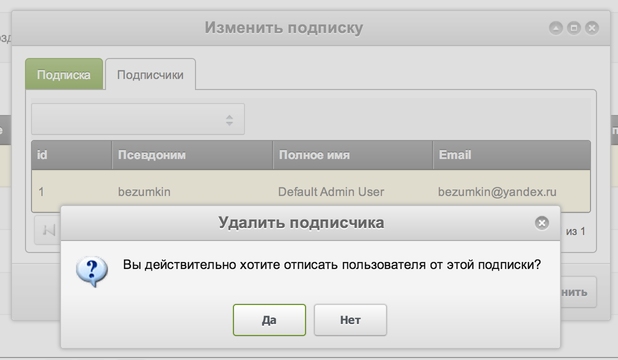 Изменить подписку
Подписка
Подписчики
id Псевдоним Полное имя Email
1 bezumkin Default Admin User bezumkin@yandex.ru
Удалить подписчика
из 1
Вы действительно хотите отписать пользователя от этой подписки?
Да Нет